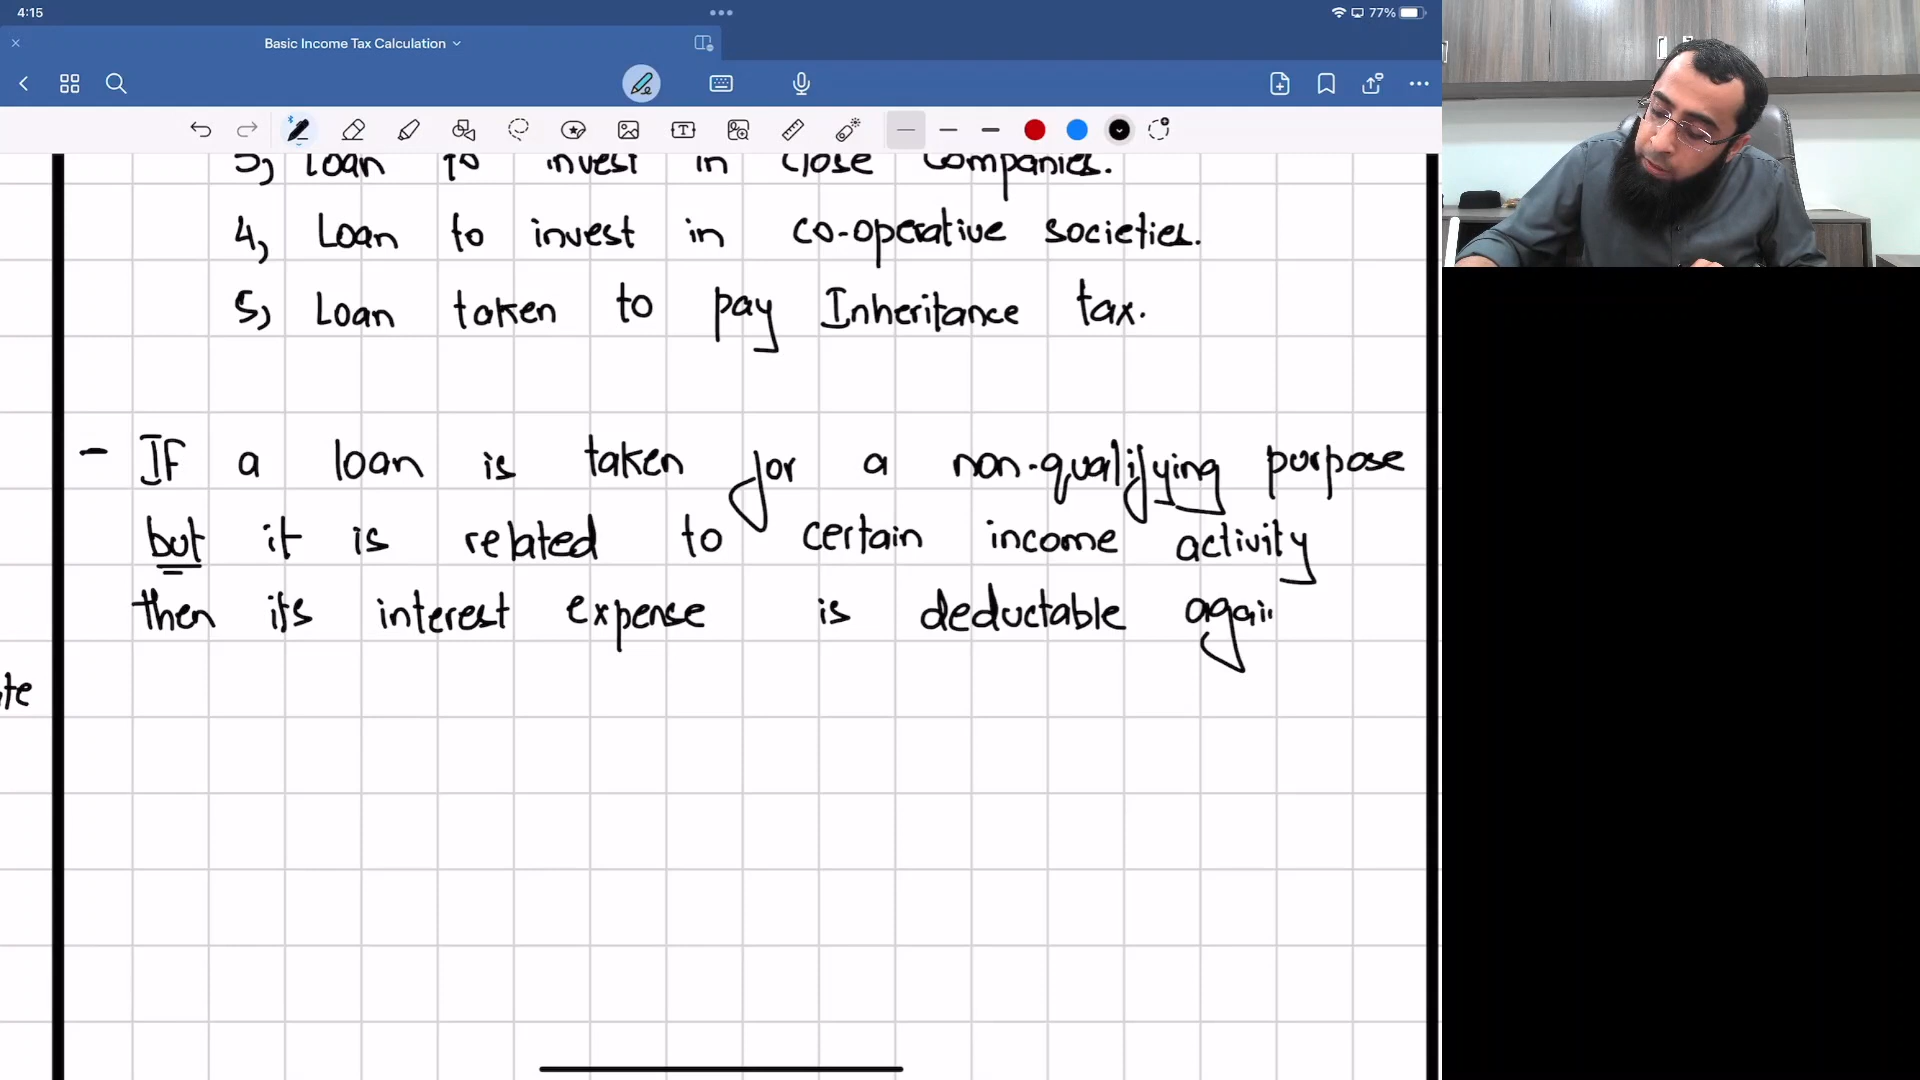 4:15
77%
Basic Income Tax Calculation
3, Loan to invest in close companies.
4, Loan to invest in co-operative societies.
5, Loan taken to pay Inheritance tax.
- IF a loan is taken for a non-qualifying purpose
but it is related to certain income activity
then its interest expense is deductable again
te